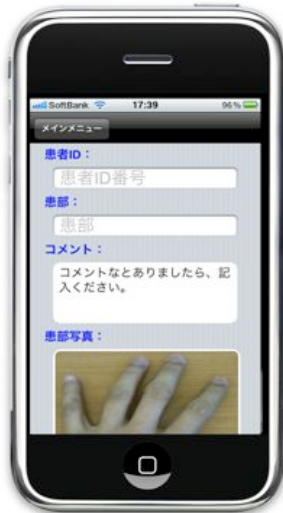 SoftBank 17:39 96%
メインメニュー
患者ID：
患者ID番号
患部：
患部
コメント：
コメントなとありましたら、記
入ください。
患部写真：